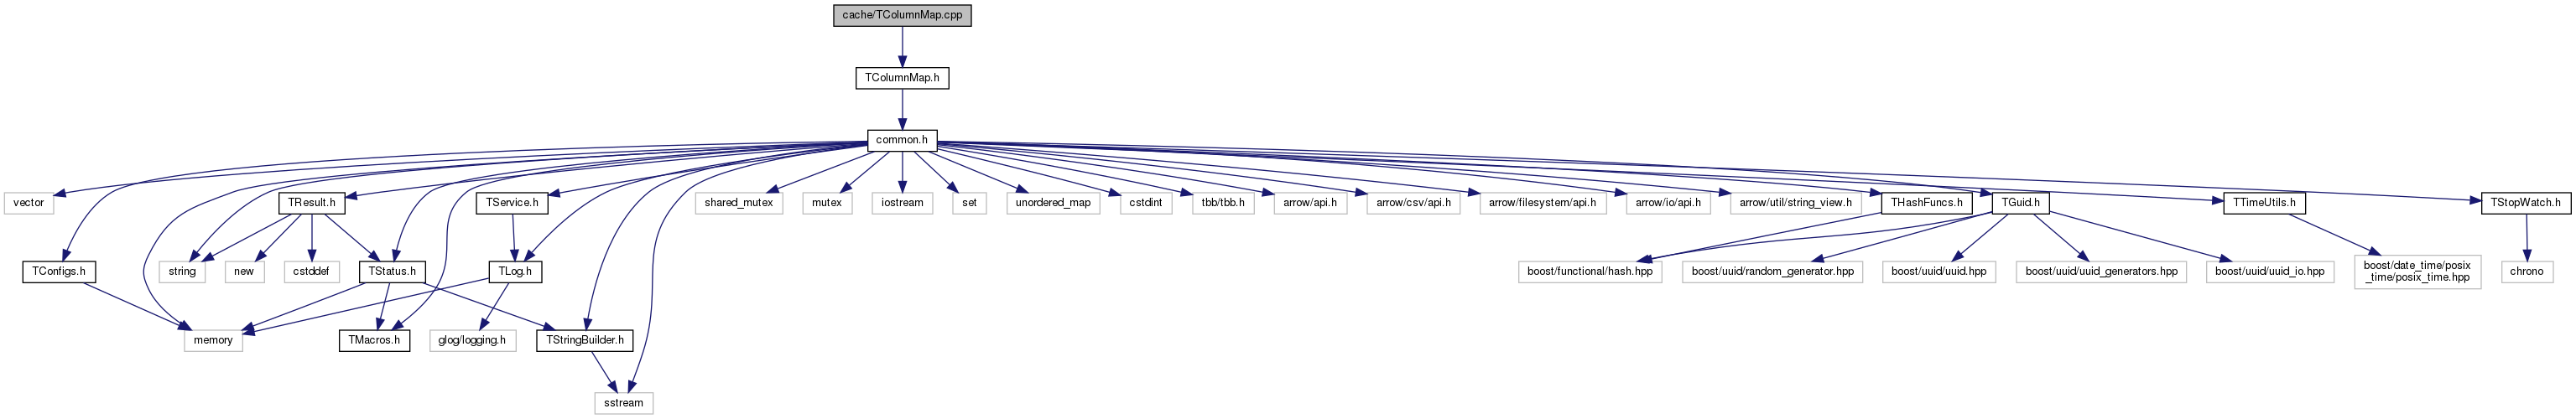 cache/TColumnMap.cpp
TColumnMap.h
common.h
vector
TResult.h
TService.h
shared_mutex
mutex
iostream
set
unordered_map
cstdint
tbb/tbb.h
arrow/api.h
arrow/csv/api.h
arrow/filesystem/api.h
arrow/io/api.h
arrow/util/string_view.h
THashFuncs.h
TGuid.h
TTimeUtils.h
TStopWatch.h
TConfigs.h
string
new
cstddef
TStatus.h
TLog.h
boost/functional/hash.hpp
boost/uuid/random_generator.hpp
boost/uuid/uuid.hpp
boost/uuid/uuid_generators.hpp
boost/uuid/uuid_io.hpp
boost/date_time/posix
_time/posix_time.hpp
chrono
memory
TMacros.h
glog/logging.h
TStringBuilder.h
sstream